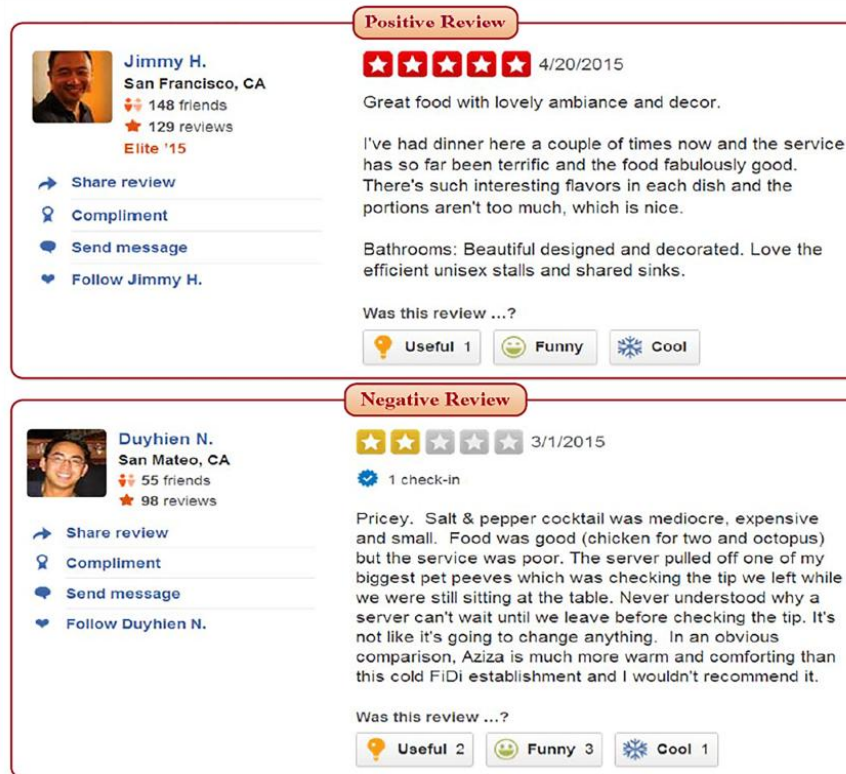 Positive Review
Jimmy H.
San Francisco, CA
148 friends
129 reviews
Elite '15
Share review
Compliment
Send message
Follow Jimmy H.
4/20/2015
Great food with lovely ambiance and decor.
I've had dinner here a couple of times now and the service
has so far been terrific and the food fabulously good.
There's such interesting flavors in each dish and the
portions aren't too much, which is nice.
Bathrooms: Beautiful designed and decorated. Love the
efficient unisex stalls and shared sinks.
Was this review ...?
Useful 1 Funny Cool
Negative Review
Duyhien N.
San Mateo, CA
55 friends
98 reviews
Share review
Compliment
Send message
Follow Duyhien N.
3/1/2015
1 check-in
Pricey. Salt & pepper cocktail was mediocre, expensive
and small. Food was good (chicken for two and octopus)
but the service was poor. The server pulled off one of my
biggest pet peeves which was checking the tip we left while
we were still sitting at the table. Never understood why a
server can't wait until we leave before checking the tip. It's
not like it's going to change anything. In an obvious
comparison, Aziza is much more warm and comforting than
this cold FiDi establishment and I wouldn't recommend it.
Was this review ...?
Useful 2 Funny 3 Cool 1